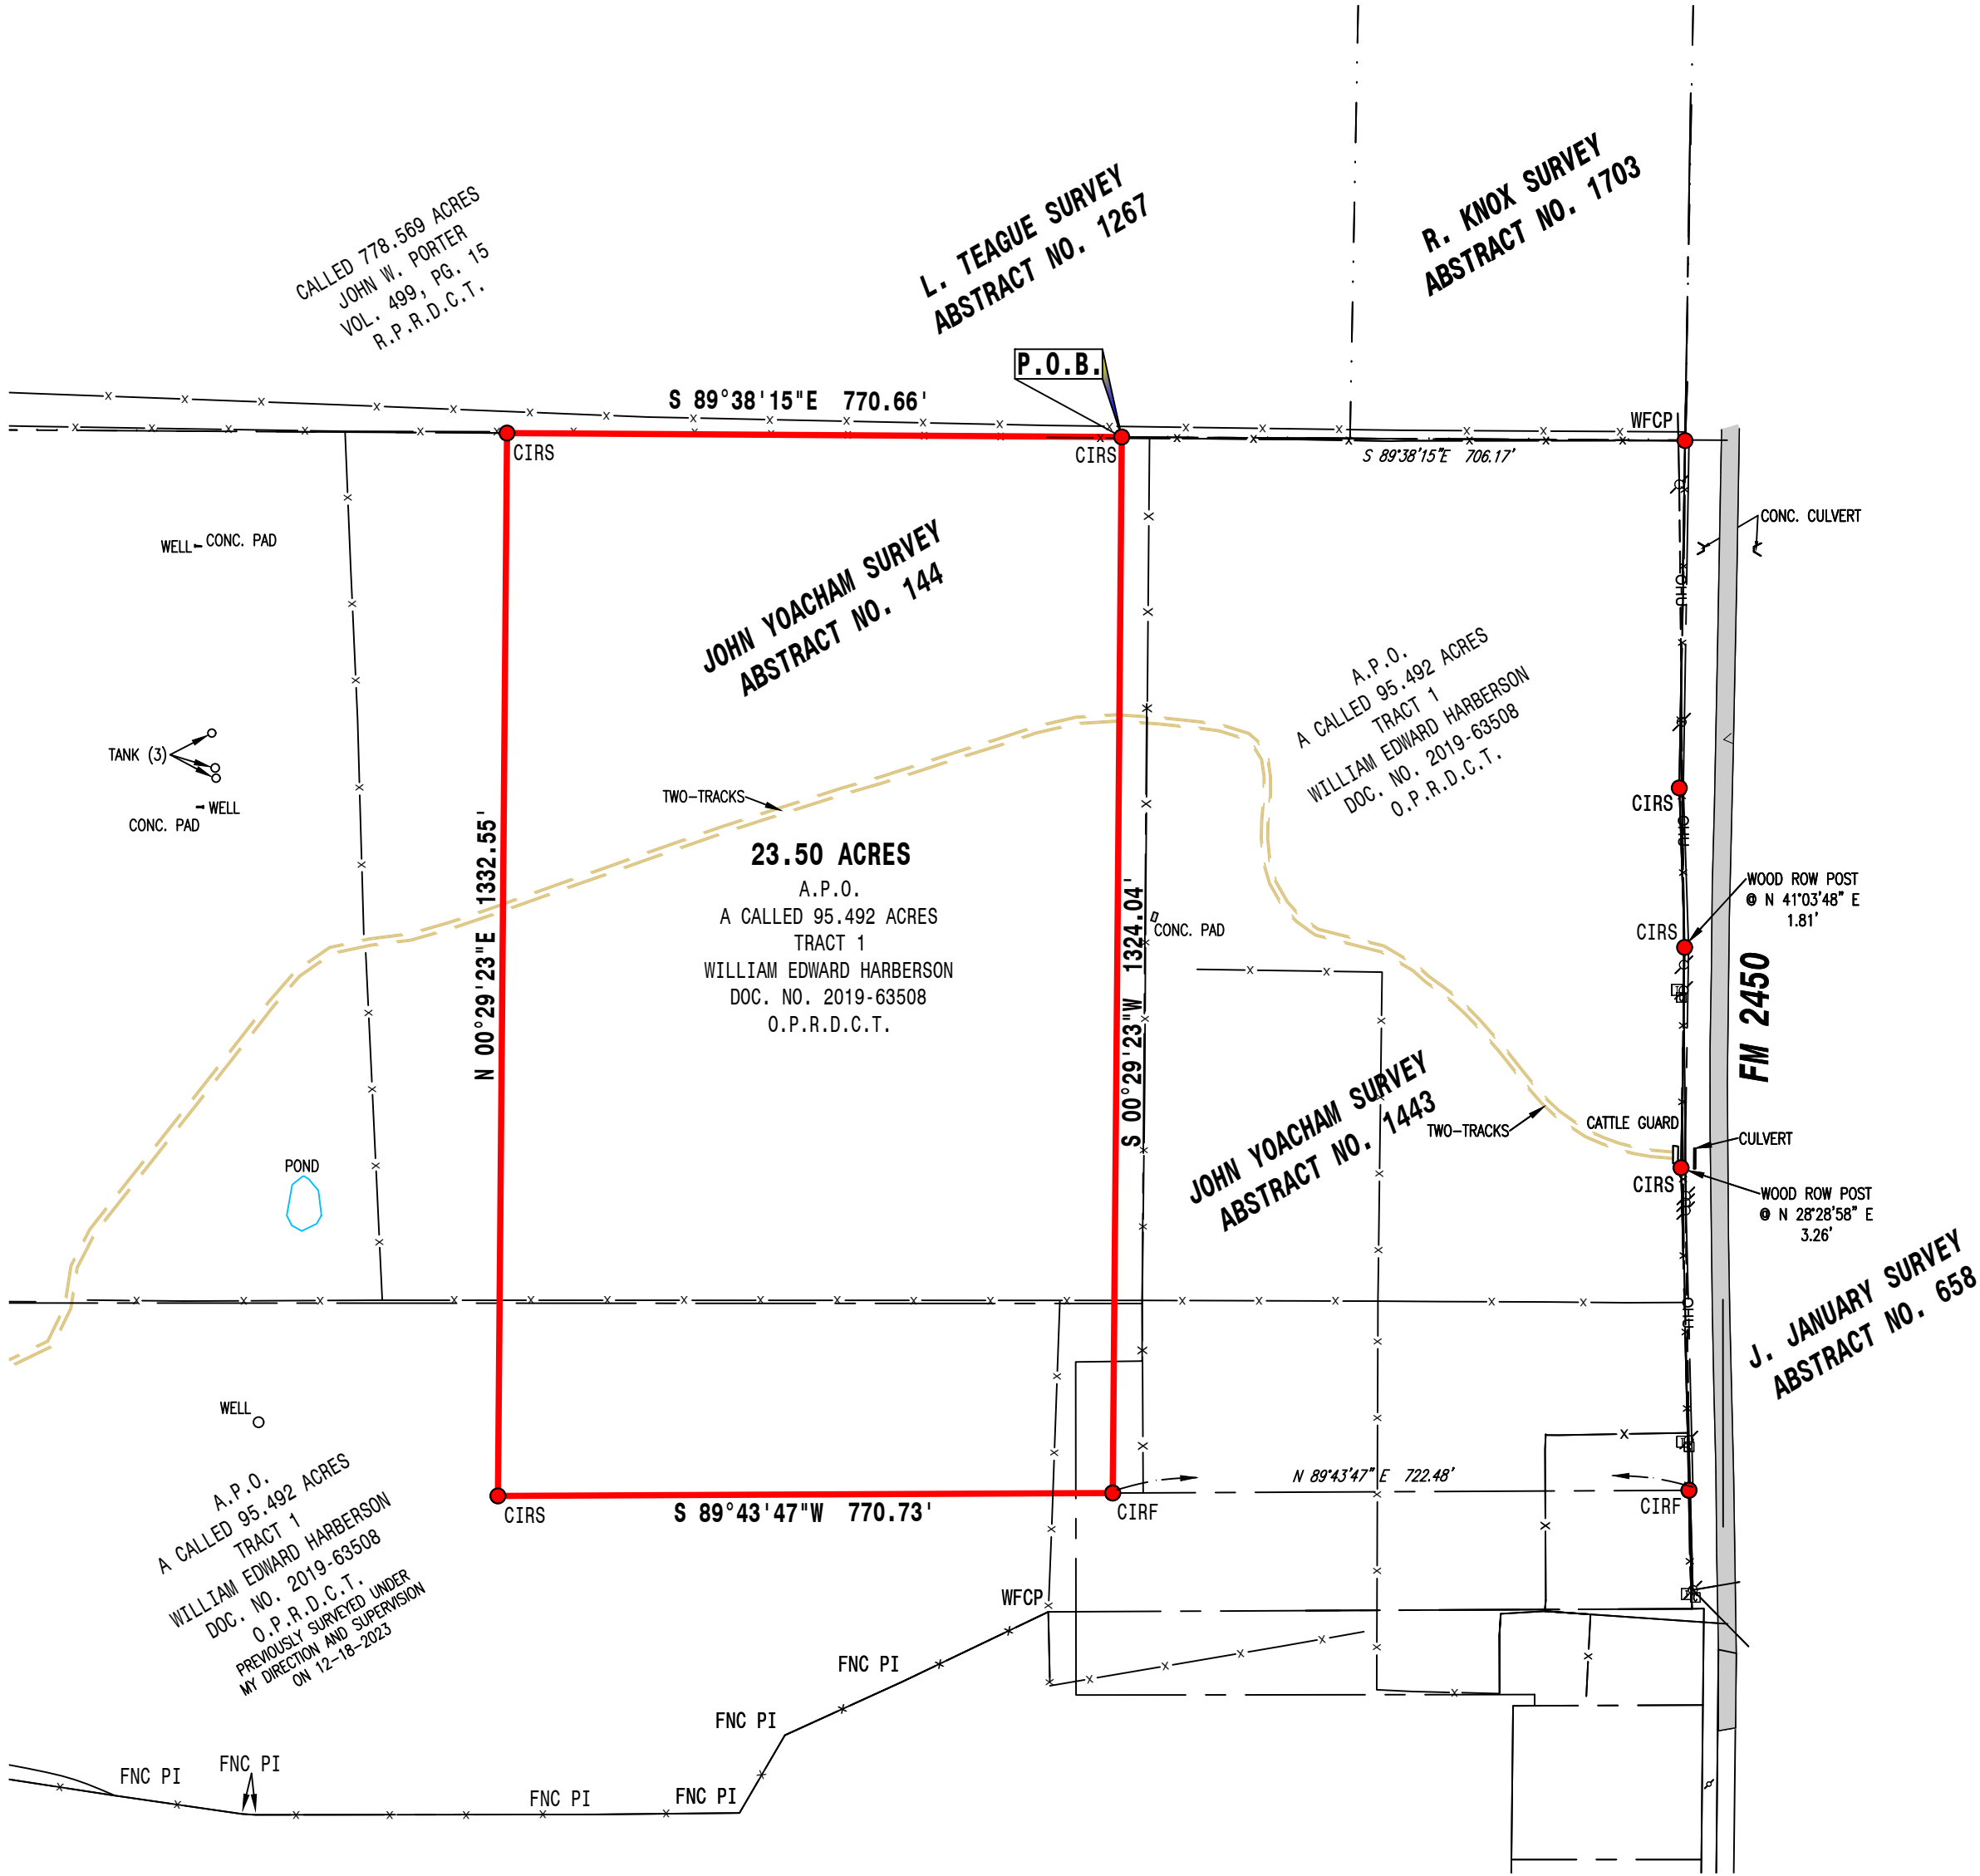 CALLED 778.569 ACRES
JOHN W. PORTER
VOL. 499, PG. 15
R.P.R.D.C.T.
L. TEAGUE SURVEY
ABSTRACT NO. 1267
R. KNOX SURVEY
ABSTRACT NO. 1703
P.O.B.
S 89°38'15"E 770.66'
WFCP
CIRS
CIRS
S 89°38'15"E 706.17'
WELL
CONC. PAD
CONC. CULVERT
JOHN YOACHAM SURVEY
ABSTRACT NO. 144
OHU
A.P.O.
A CALLED 95.492 ACRES
TRACT 1
WILLIAM EDWARD HARBERSON
DOC. NO. 2019-63508
O.P.R.D.C.T.
TANK (3)
WELL
CONC. PAD
TWO-TRACKS
CIRS
OHU
N 00°29'23"E 1332.55'
23.50 ACRES
A.P.O.
A CALLED 95.492 ACRES
TRACT 1
WILLIAM EDWARD HARBERSON
DOC. NO. 2019-63508
O.P.R.D.C.T.
S 00°29'23"W 1324.04'
CONC. PAD
WOOD ROW POST
@ N 41°03'48" E
1.81'
CIRS
FM 2450
JOHN YOACHAM SURVEY
ABSTRACT NO. 1443
TWO-TRACKS
CATTLE GUARD
CULVERT
CIRS
WOOD ROW POST
@ N 28°28'58" E
3.26'
POND
J. JANUARY SURVEY
ABSTRACT NO. 658
OHU
WELL
N 89°43'47" E 722.48'
CIRS
S 89°43'47"W 770.73'
CIRF
CIRF
A.P.O.
A CALLED 95.492 ACRES
TRACT 1
WILLIAM EDWARD HARBERSON
DOC. NO. 2019-63508
O.P.R.D.C.T.
PREVIOUSLY SURVEYED UNDER
MY DIRECTION AND SUPERVISION
ON 12-18-2023
WFCP
FNC PI
FNC PI
FNC PI
FNC PI
FNC PI
FNC PI